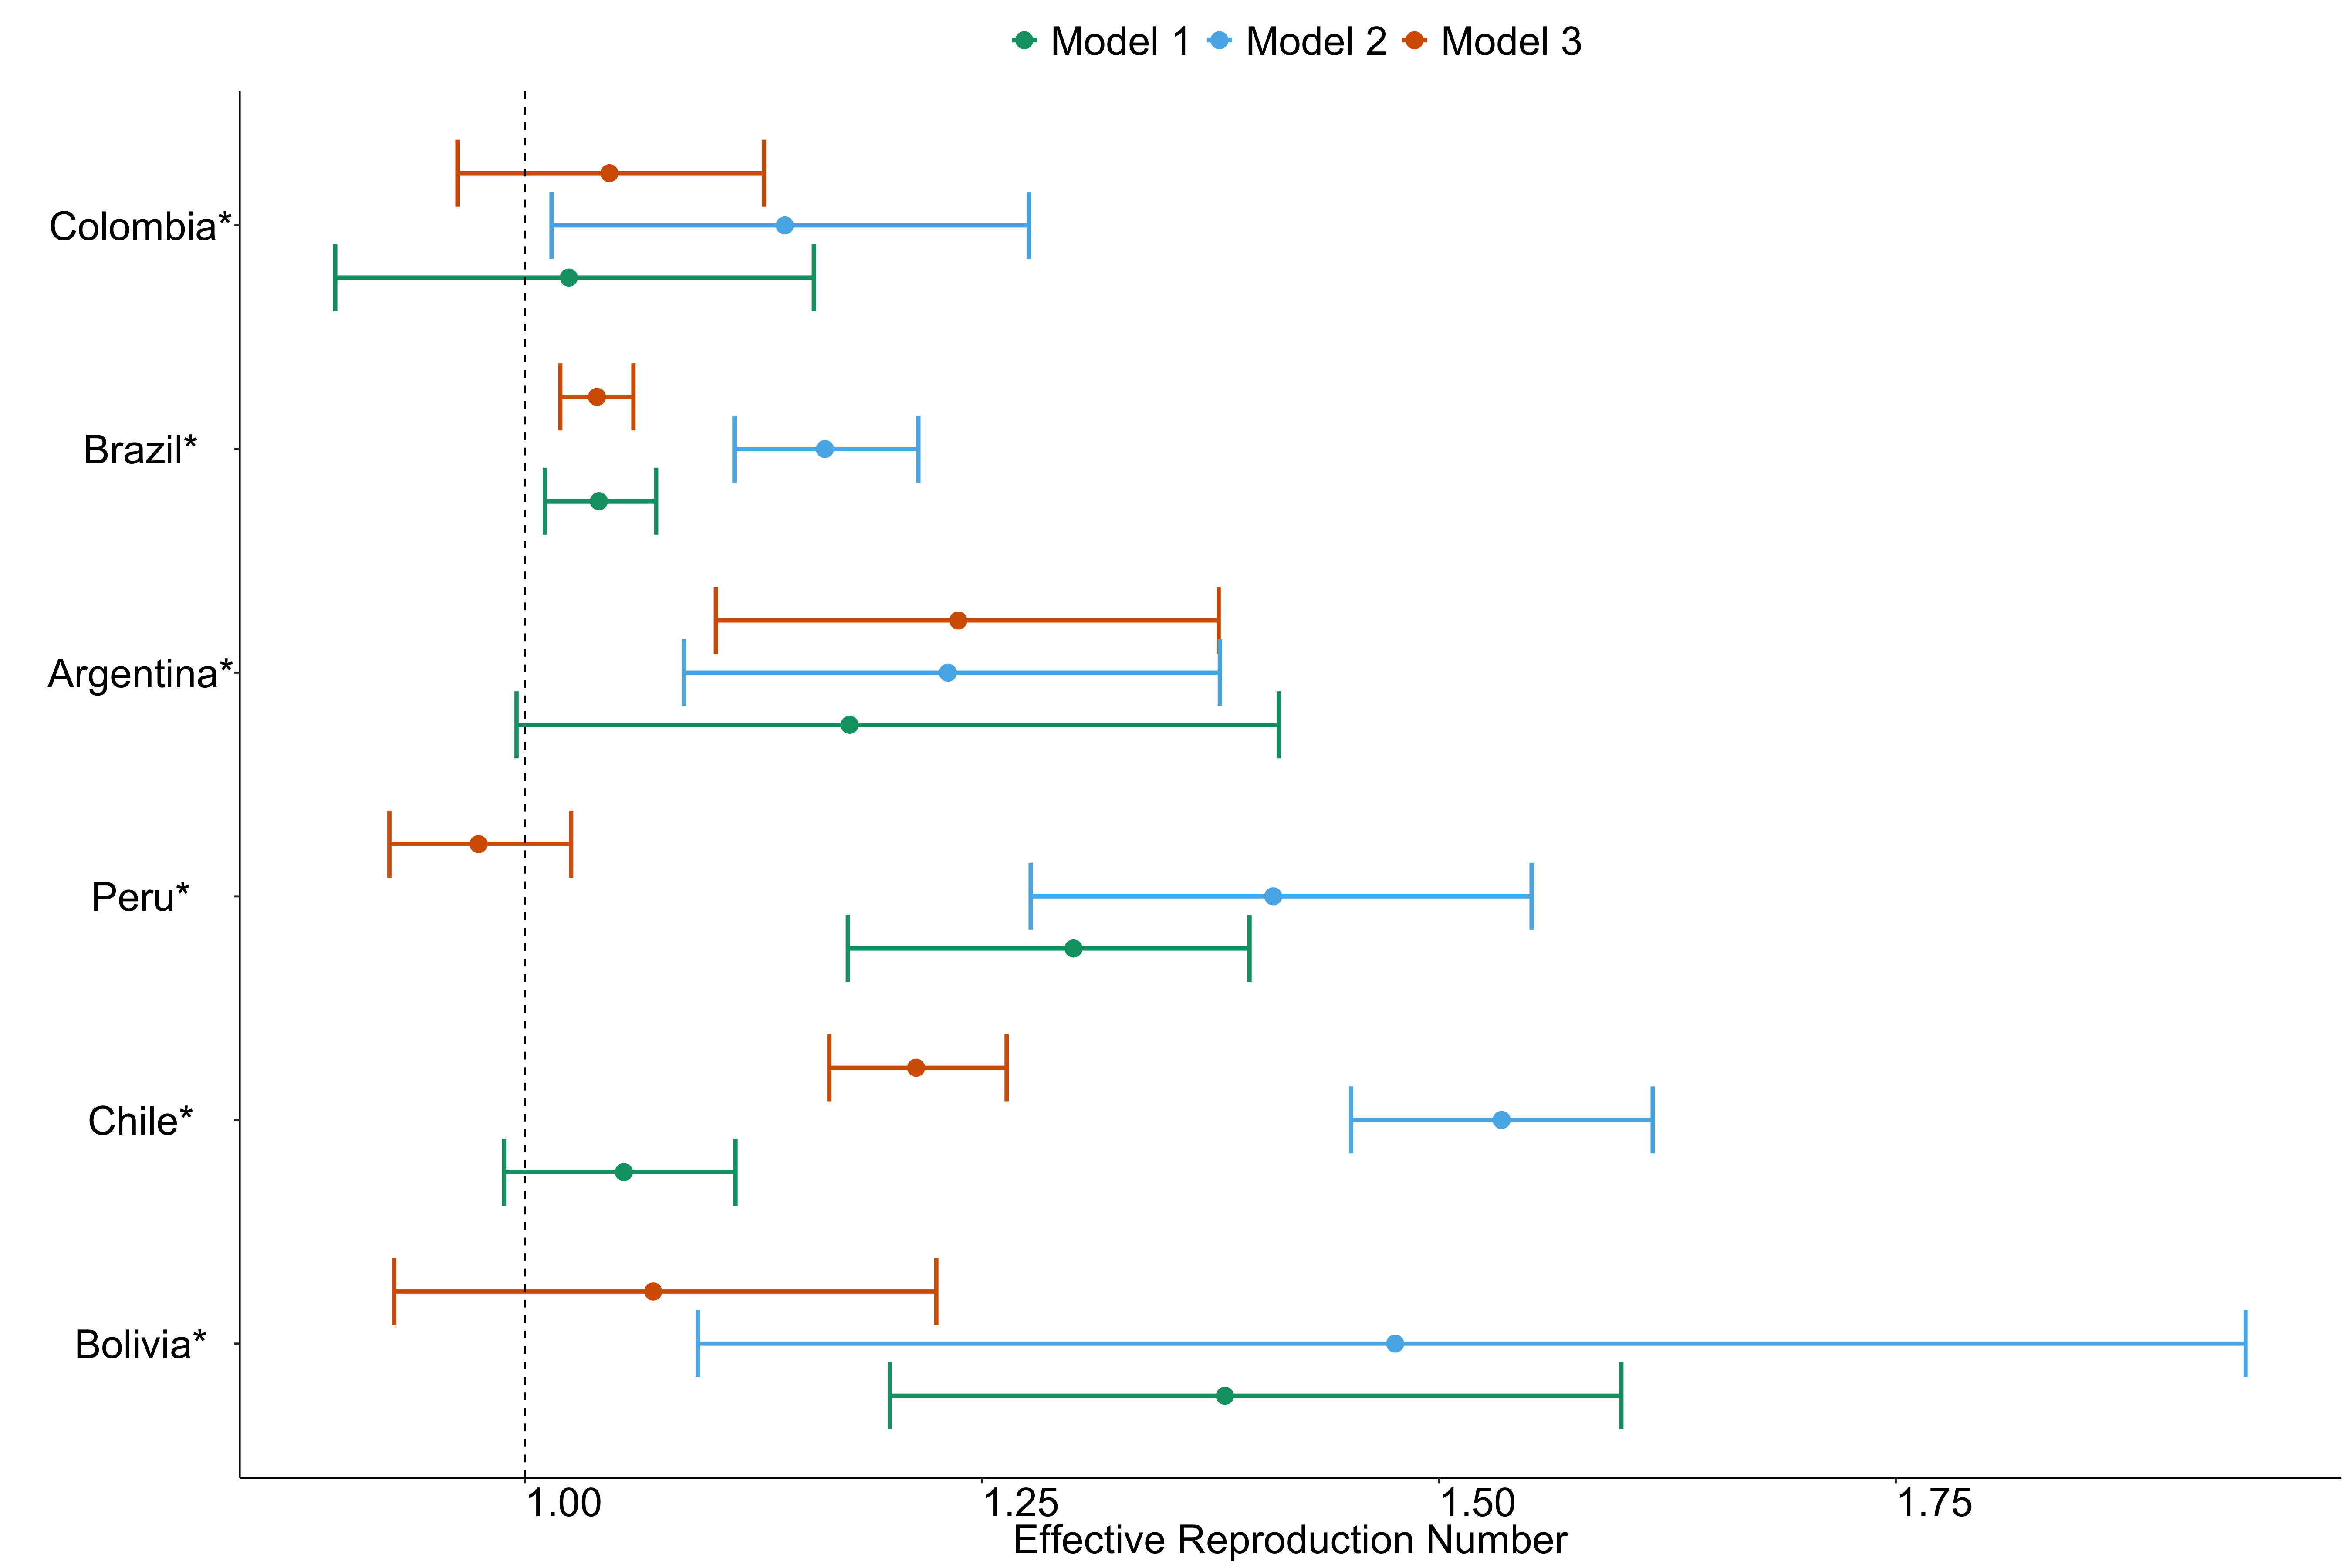 Model 1 Model 2 Model 3
Colombia*
Brazil*
Argentina*
Peru*
Chile*
Bolivia*
1.00 1.25 1.50 1.75
Effective Reproduction Number